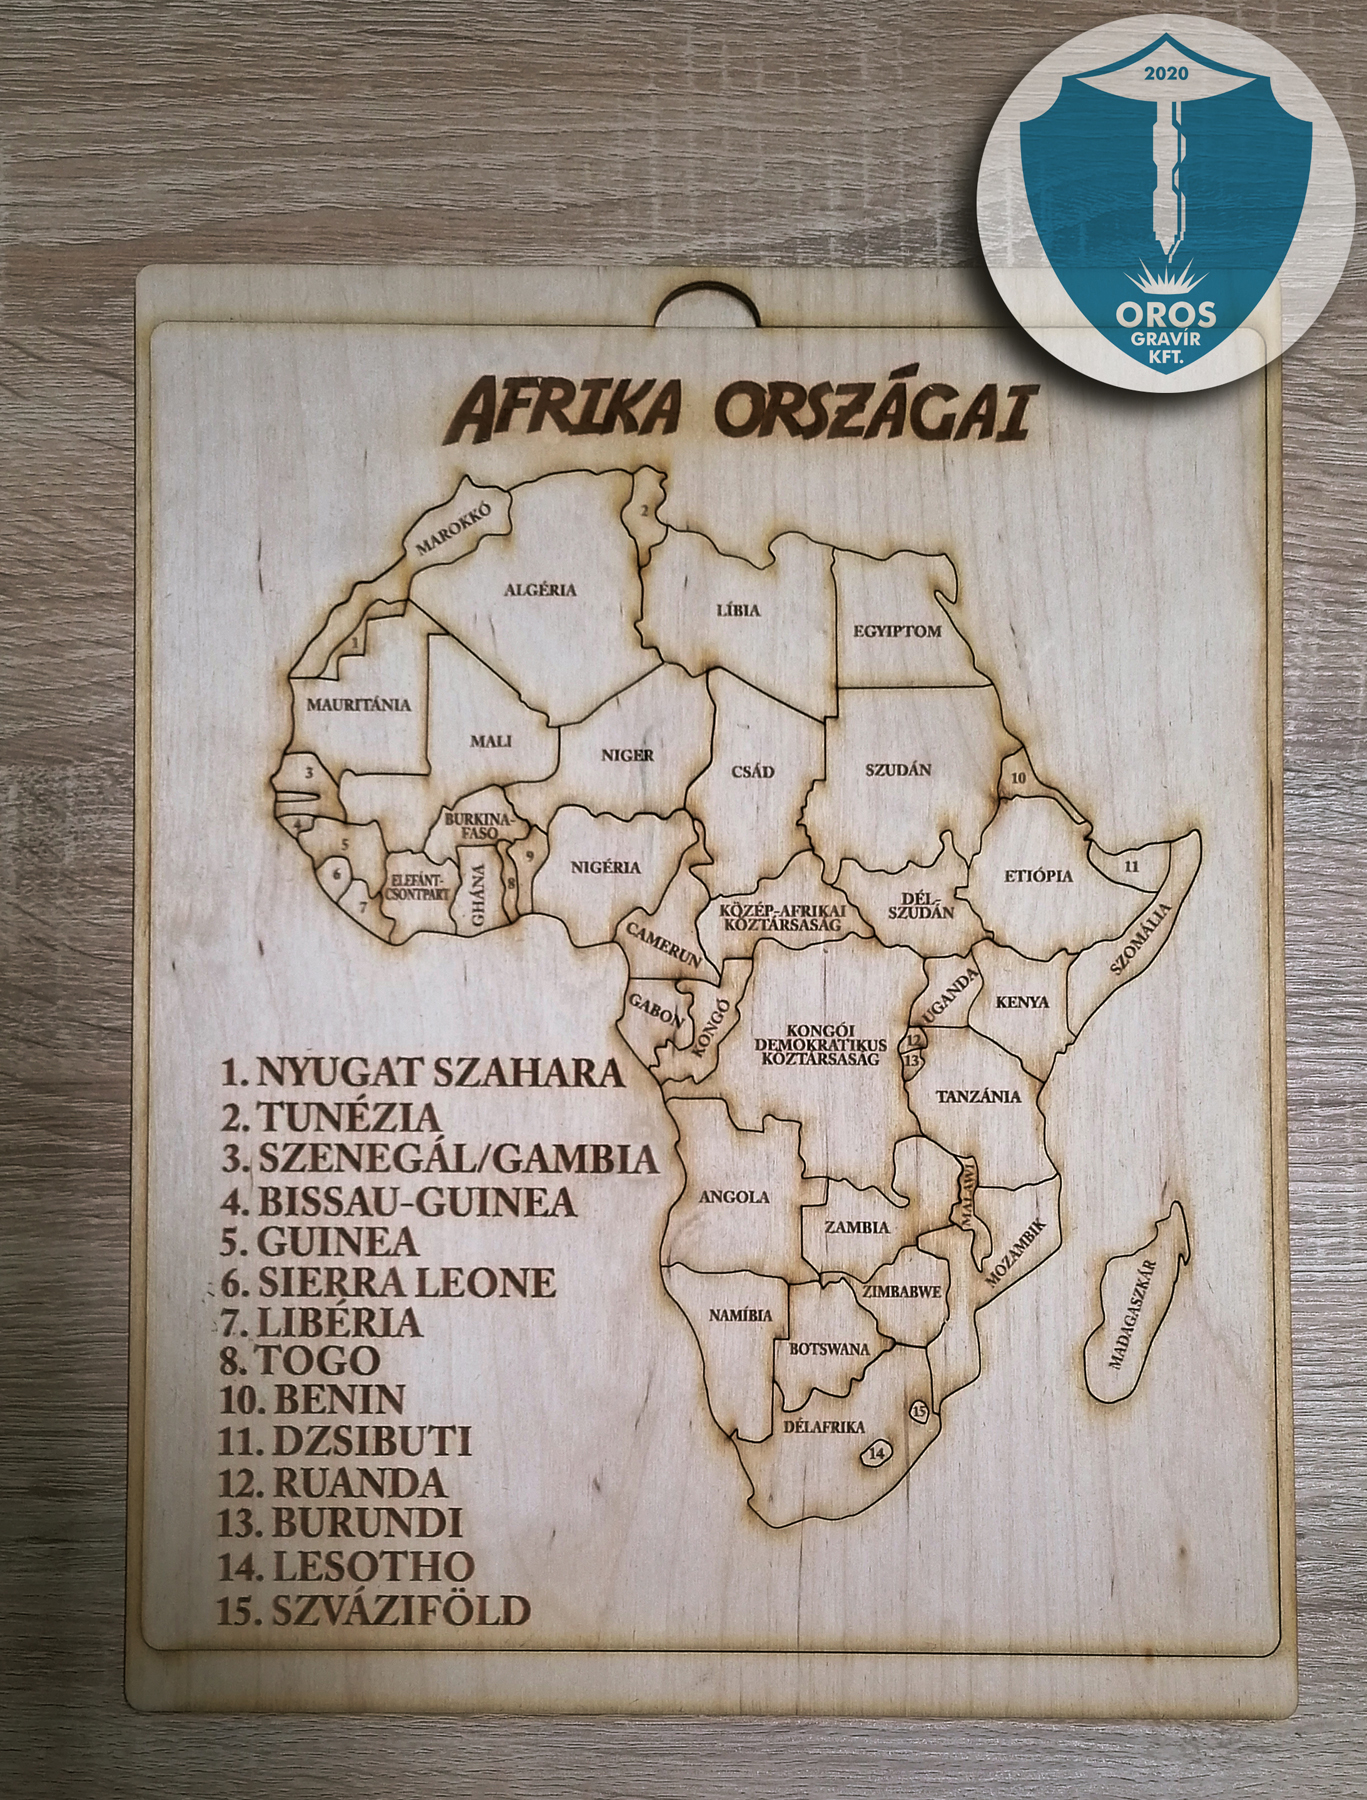 2020
OROS
GRAVÍR
KFT.
AFRIKA ORSZÁGAI
MAROKKÓ
2
ALGÉRIA
LÍBIA
EGYIPTOM
1
MAURITÁNIA
MALI
NIGER
CSÁD
SZUDÁN
3
10
4
BURKINA-
FASO
5
6
7
ELEFÁNT-
CSONTPART
GHÁNA
8
9
NIGÉRIA
ETIÓPIA
11
DÉL-
SZUDÁN
KÖZÉP-AFRIKAI
KÖZTÁRSASÁG
CAMERUN
SZOMÁLIA
GABON
KONGÓ
UGANDA
KENYA
KONGÓI
DEMOKRATIKUS
KÖZTÁRSASÁG
12
13
TANZÁNIA
ANGOLA
ZAMBIA
MALAWI
MOZAMBIK
ZIMBABWE
NAMÍBIA
BOTSWANA
MADAGASZKÁR
DÉLAFRIKA
15
14
1. NYUGAT SZAHARA
2. TUNÉZIA
3. SZENEGÁL/GAMBIA
4. BISSAU-GUINEA
5. GUINEA
6. SIERRA LEONE
7. LIBÉRIA
8. TOGO
10. BENIN
11. DZSIBUTI
12. RUANDA
13. BURUNDI
14. LESOTHO
15. SZVÁZIFÖLD